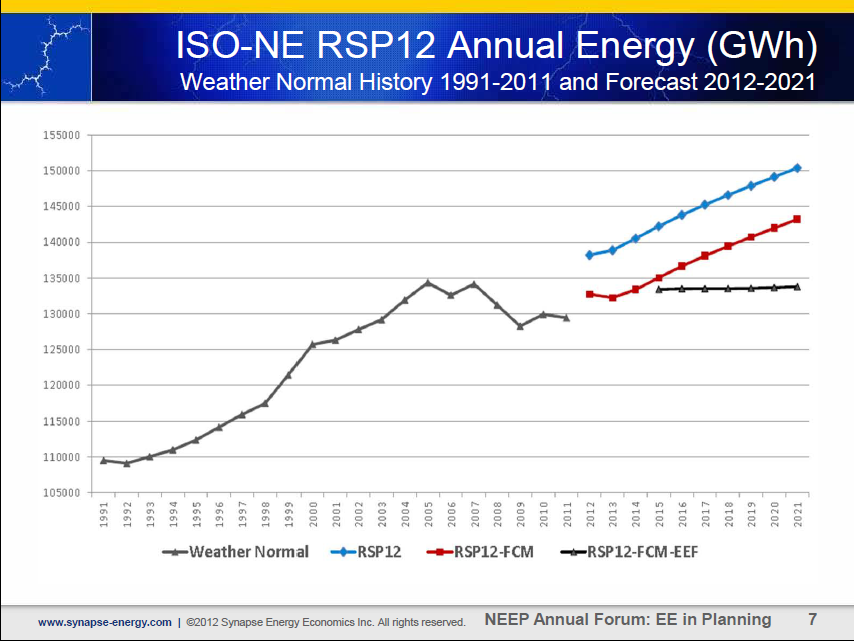 ISO-NE RSP12 Annual Energy (GWh)
Weather Normal History 1991-2011 and Forecast 2012-2021
155000
150000
145000
140000
135000
130000
125000
120000
115000
110000
105000
1991 1992 1993 1994 1995 1996 1997 1998 1999 2000 2001 2002 2003 2004 2005 2006 2007 2008 2009 2010 2011 2012 2013 2014 2015 2016 2017 2018 2019 2020 2021
Weather Normal RSP12 RSP12-FCM RSP12-FCM-EEF
www.synapse-energy.com | ©2012 Synapse Energy Economics Inc. All rights reserved. NEEP Annual Forum: EE in Planning 7